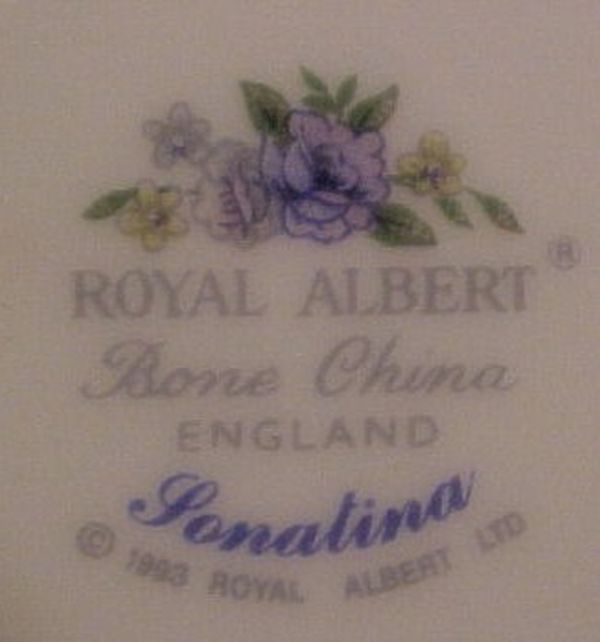 ROYAL ALBERT ®
Bone China
ENGLAND
Sonatina
© 1993 ROYAL ALBERT LTD